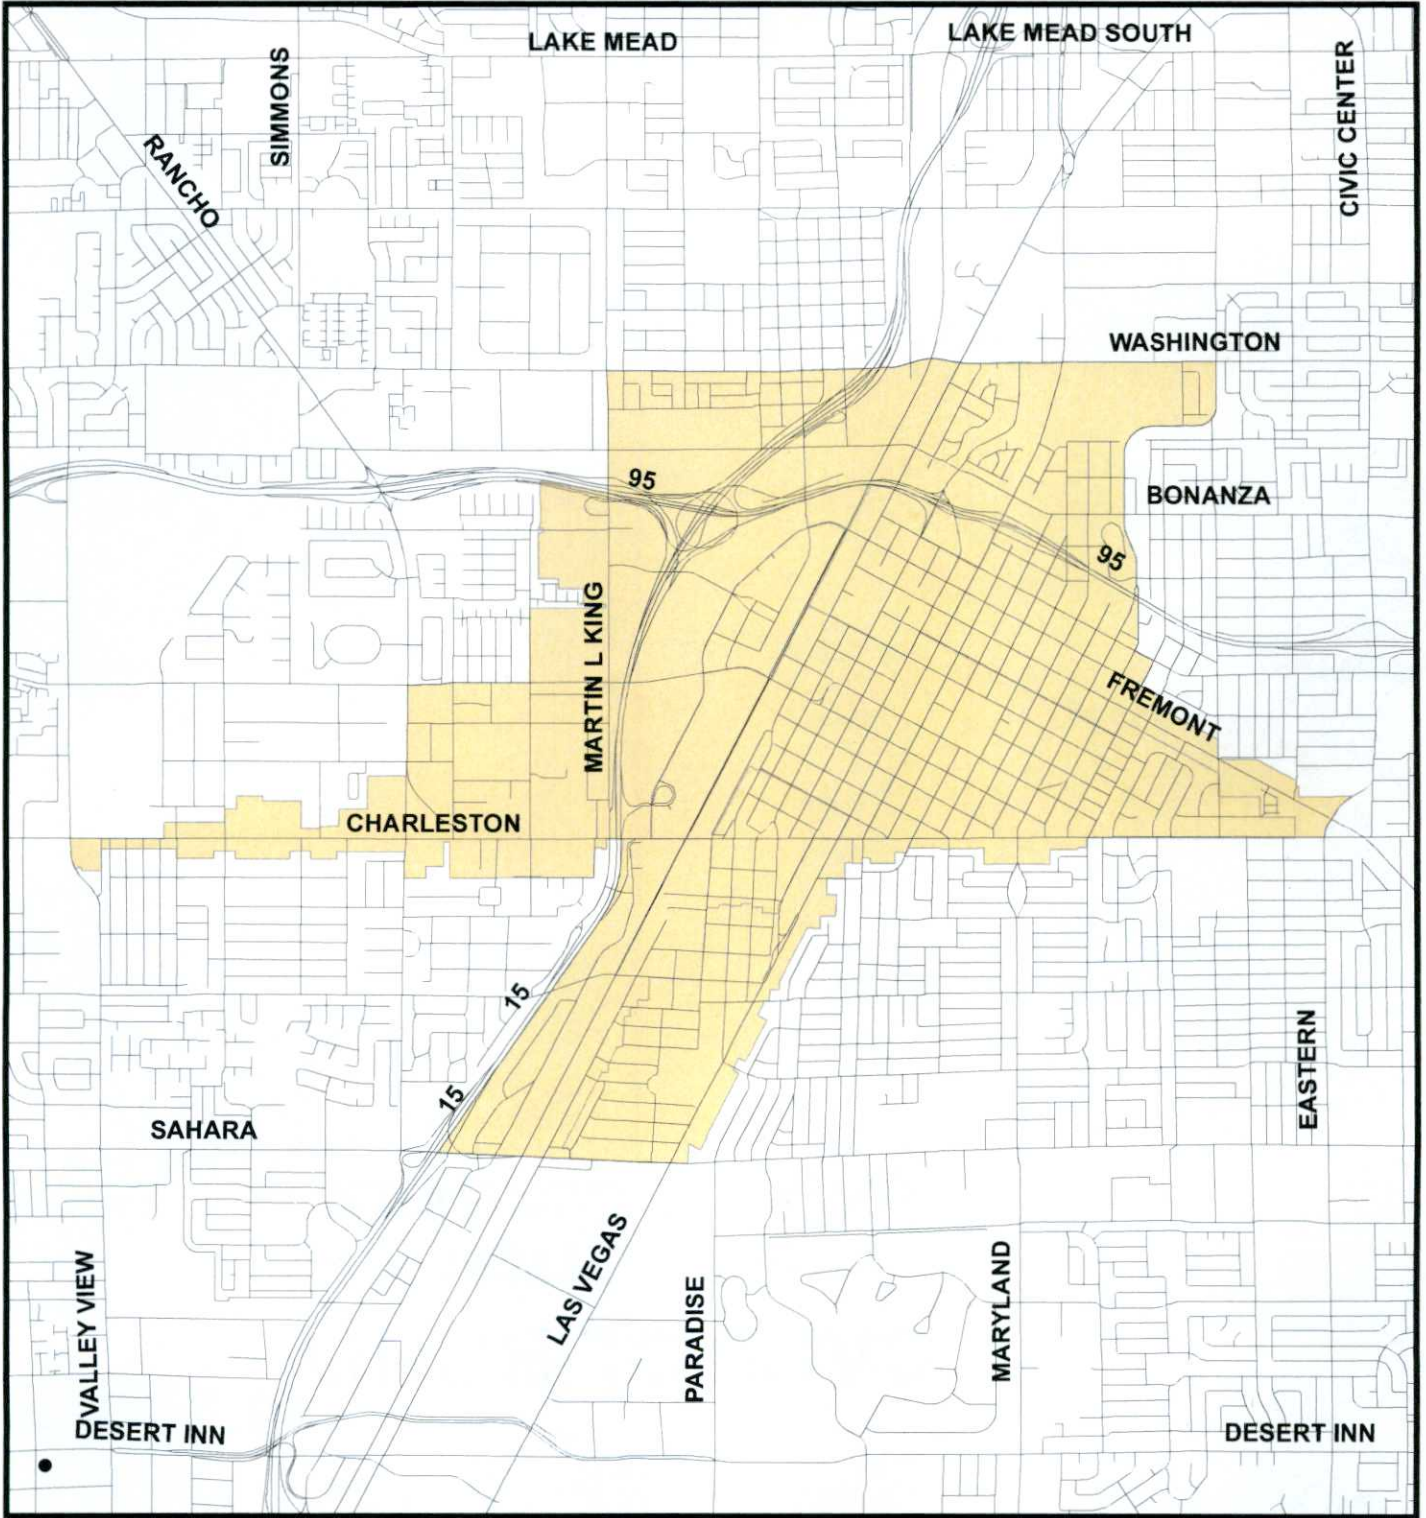 LAKE MEAD
LAKE MEAD SOUTH
SIMMONS
CIVIC CENTER
RANCHO
WASHINGTON
95
BONANZA
95
MARTIN L KING
FREMONT
CHARLESTON
15
EASTERN
15
SAHARA
LAS VEGAS
VALLEY VIEW
PARADISE
MARYLAND
DESERT INN
DESERT INN